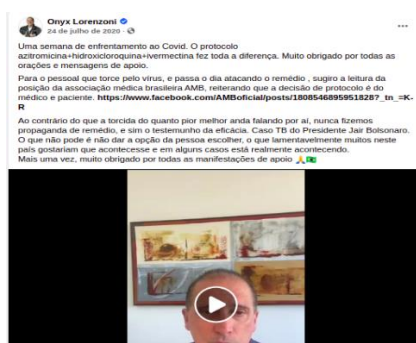 Onyx Lorenzoni
24 de julho de 2020 ·
Uma semana de enfrentamento ao Covid. O protocolo
azitromicina+hidroxicloroquina+ivermectina fez toda a diferença. Muito obrigado por todas as
orações e mensagens de apoio.
Para o pessoal que torce pelo vírus, e passa o dia atacando o remédio , sugiro a leitura da
posição da associação médica brasileira AMB, reiterando que a decisão de protocolo é do
médico e paciente. https://www.facebook.com/AMBoficial/posts/1808546895951828?_tn_=K-
R
Ao contrário do que a torcida do quanto pior melhor anda falando por aí, nunca fizemos
propaganda de remédio, e sim o testemunho da eficácia. Caso TB do Presidente Jair Bolsonaro.
O que não pode é não dar a opção da pessoa escolher, o que lamentavelmente muitos neste
país gostariam que acontecesse e em alguns casos está realmente acontecendo.
Mais uma vez, muito obrigado por todas as manifestações de apoio 🙏🇧🇷